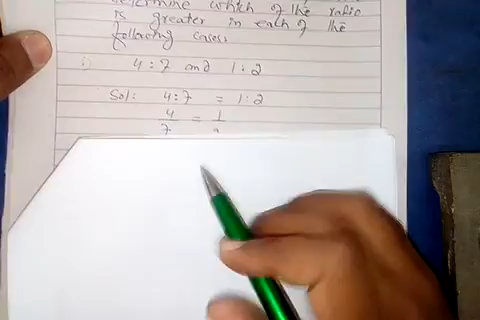 determine which of the ratio
is greater in each of the
following cases.
i) 4 : 7 and 1 : 2
Sol: 4 : 7 = 1 : 2
4/7 = 1/2